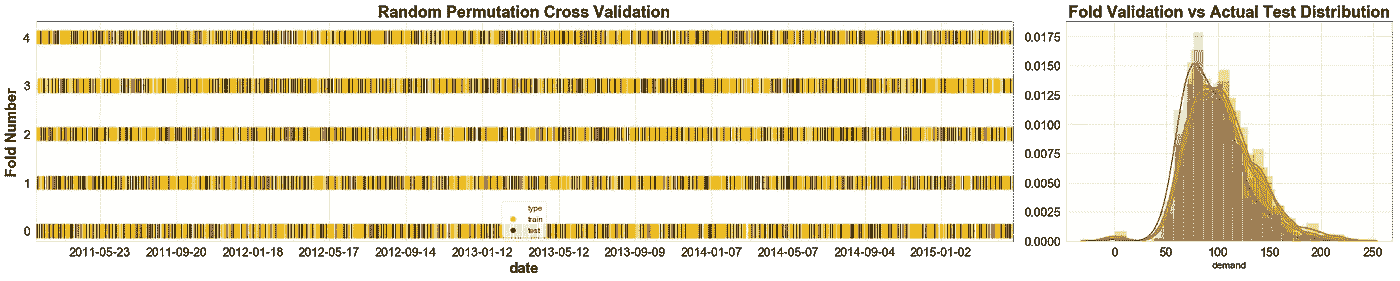 Random Permutation Cross Validation
Fold Number
4
3
2
1
0
type
train
test
2011-05-23 2011-09-20 2012-01-18 2012-05-17 2012-09-14 2013-01-12 2013-05-12 2013-09-09 2014-01-07 2014-05-07 2014-09-04 2015-01-02
date
Fold Validation vs Actual Test Distribution
0.0175
0.0150
0.0125
0.0100
0.0075
0.0050
0.0025
0.0000
0 50 100 150 200 250
demand